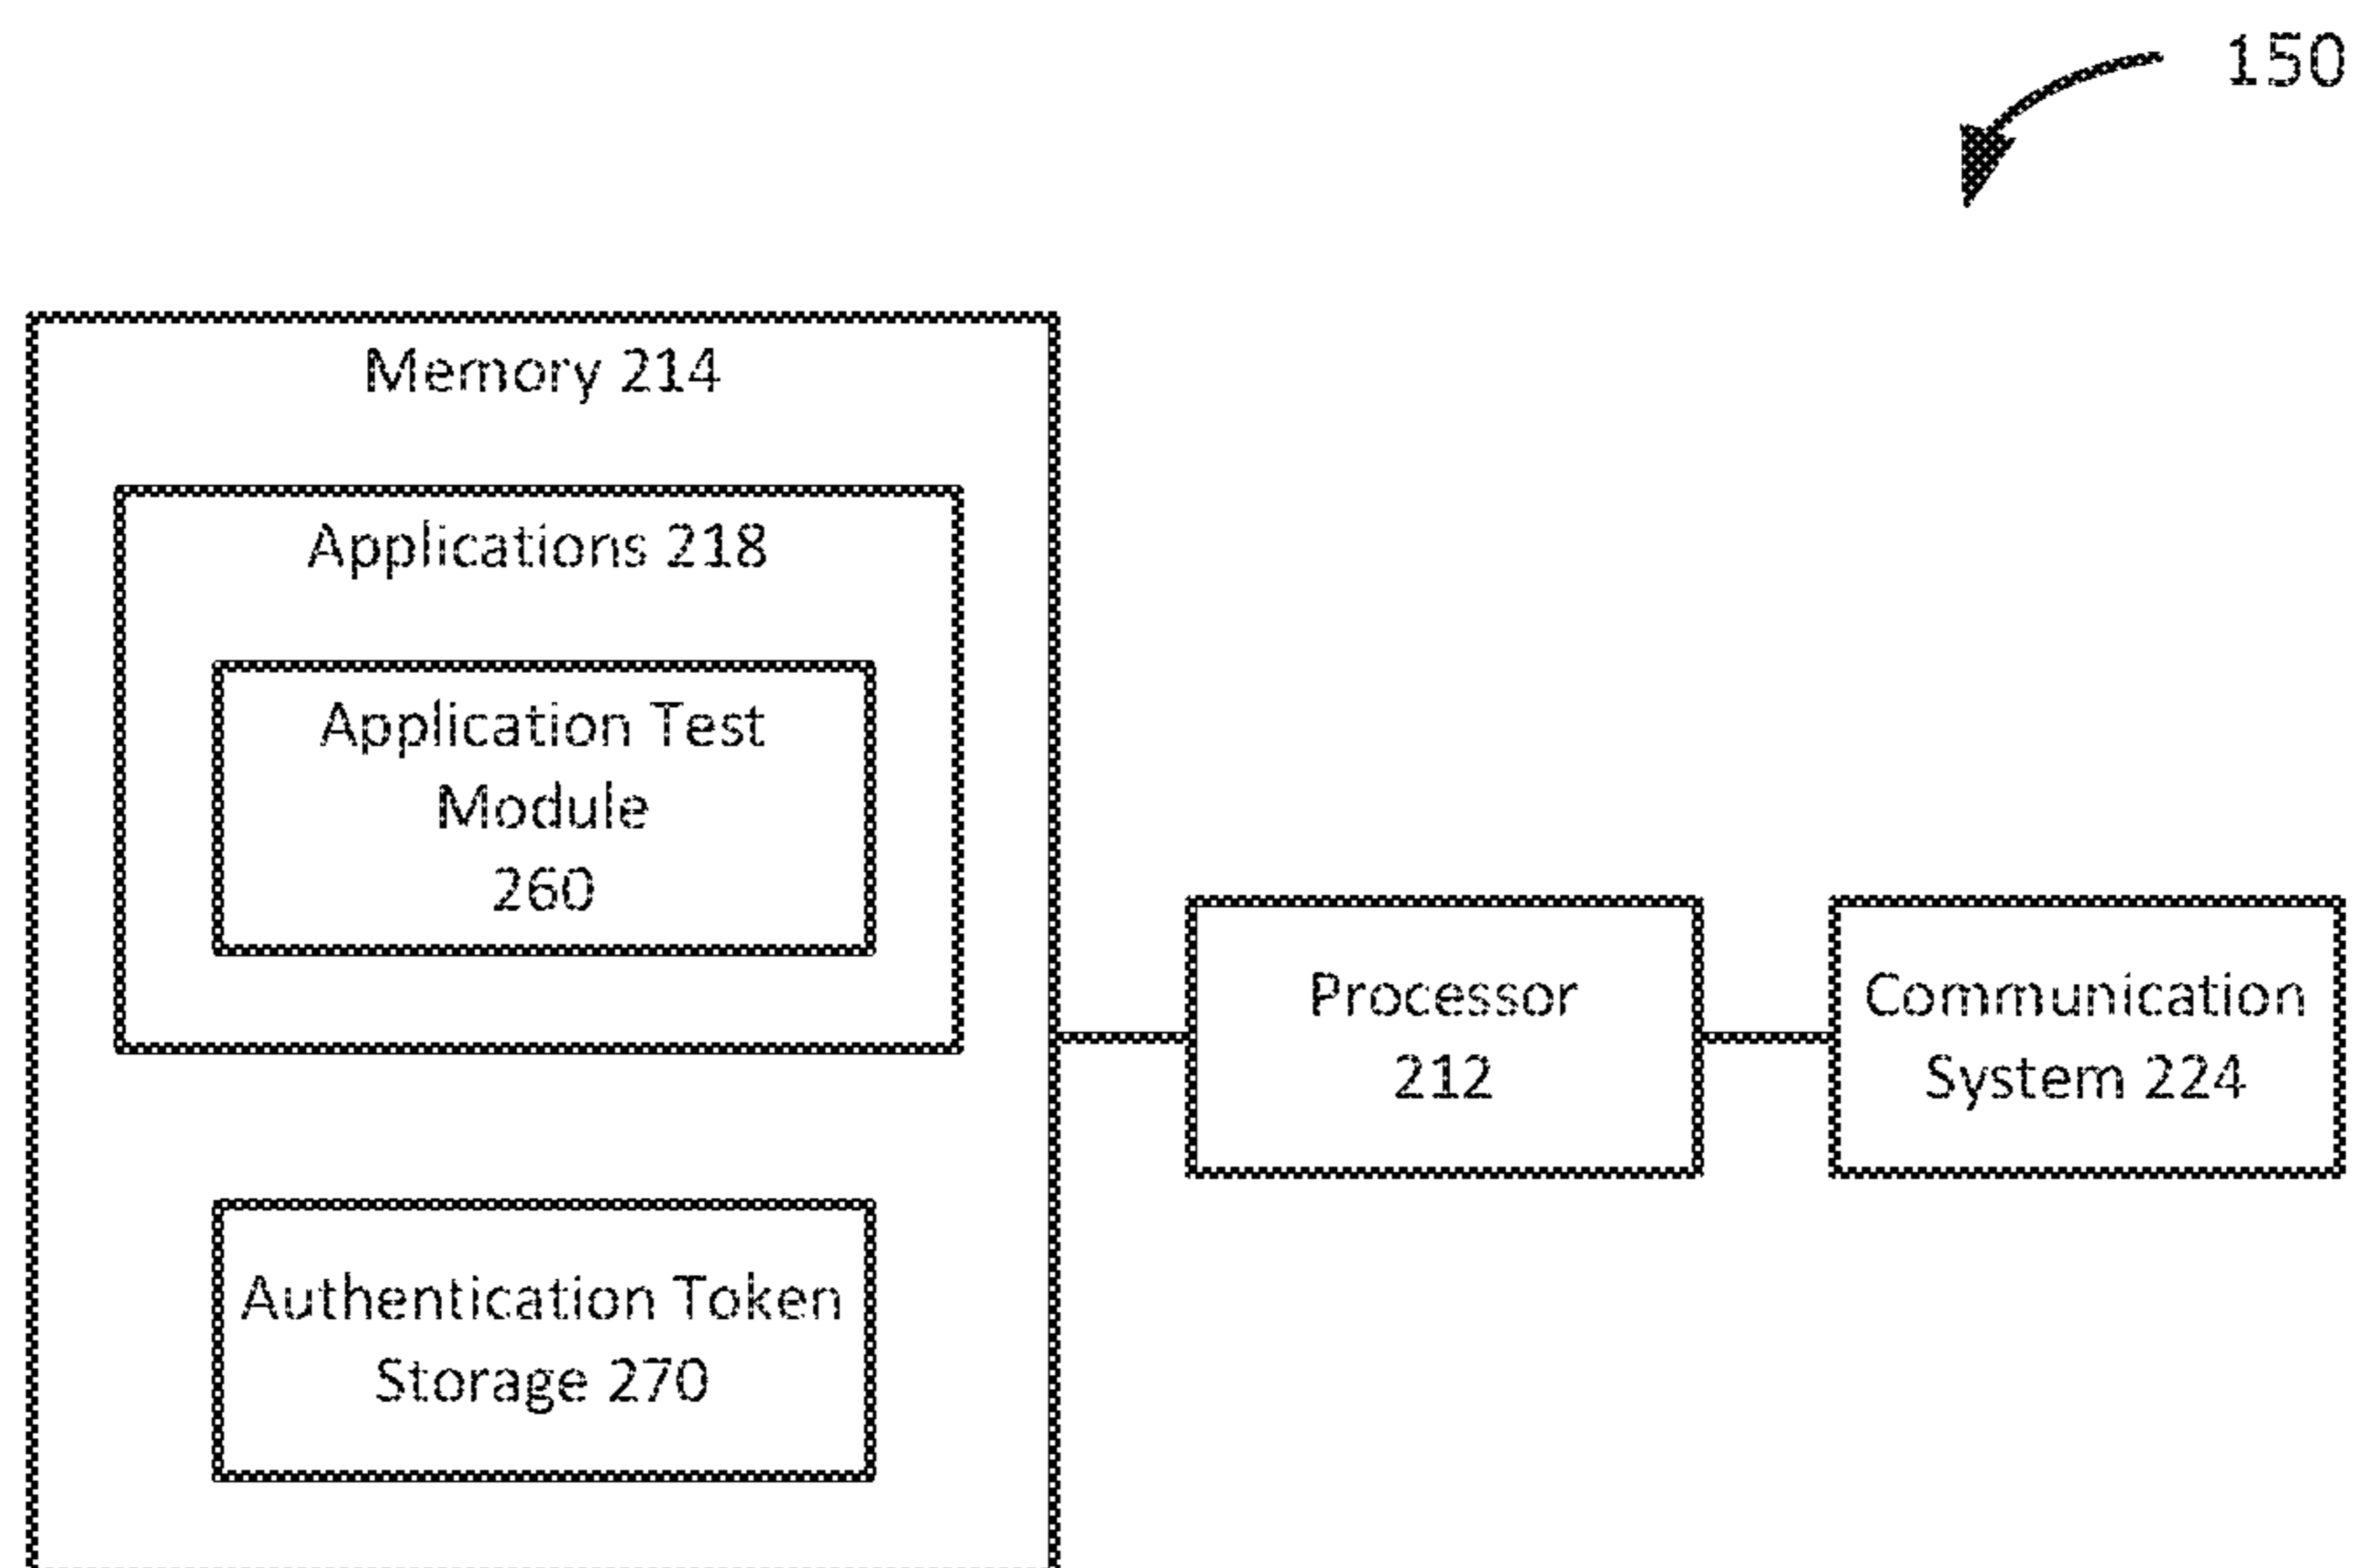 150
Memory 214
Applications 218
Application Test
Module
260
Processor
212
Communication
System 224
Authentication Token
Storage 270